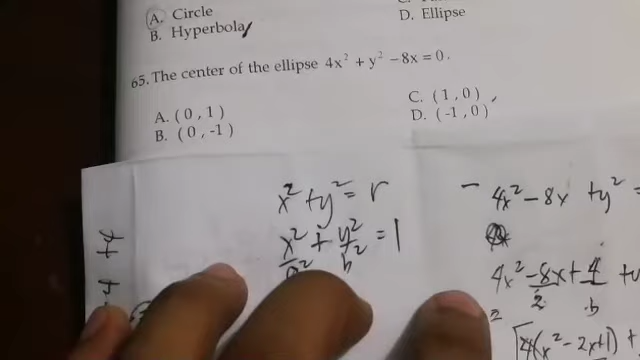 A. Circle
B. Hyperbola
D. Ellipse
65. The center of the ellipse 4x² + y² – 8x = 0.
A. (0, 1)
B. (0, -1)
C. (1, 0)
D. (-1, 0)
x² + y² = r
x²/a² + y²/b² = 1
4x² – 8x + y² =
4x² – 8x + 4
4(x² – 2x + 1) +